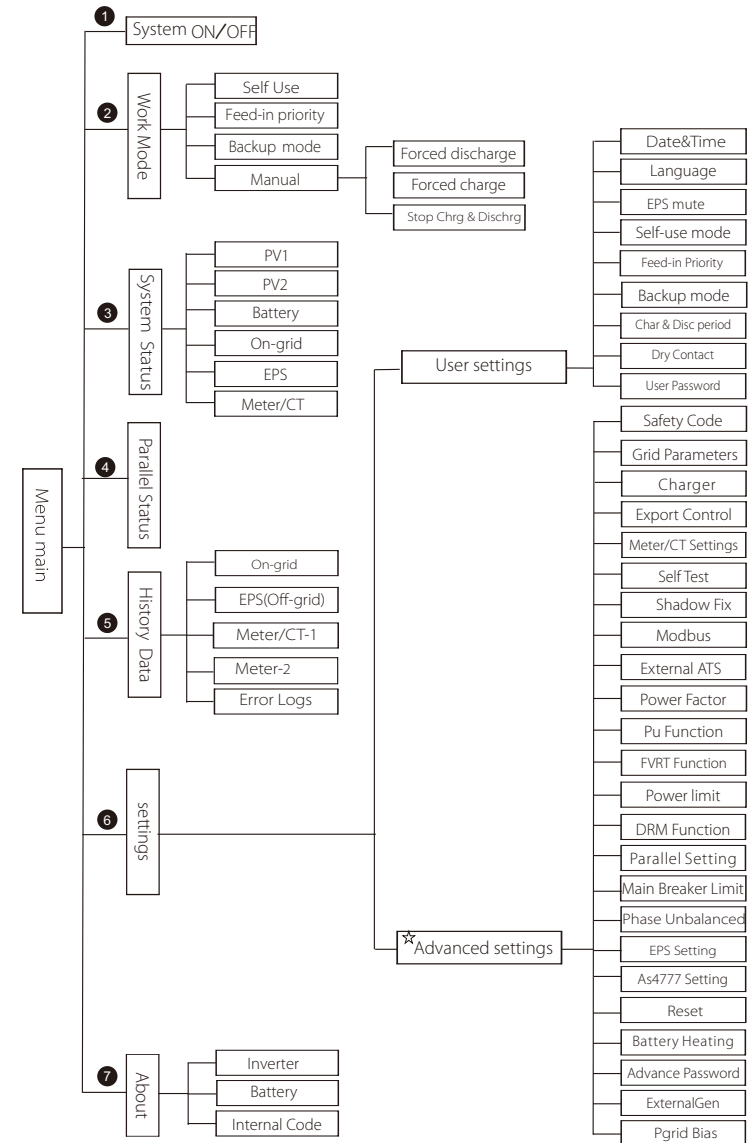 Menu main
1
System ON/OFF
2
Work Mode
Self Use
Feed-in priority
Backup mode
Manual
Forced discharge
Forced charge
Stop Chrg & Dischrg
3
System Status
PV1
PV2
Battery
On-grid
EPS
Meter/CT
4
Parallel Status
5
History Data
On-grid
EPS(Off-grid)
Meter/CT-1
Meter-2
Error Logs
6
settings
User settings
Date&Time
Language
EPS mute
Self-use mode
Feed-in Priority
Backup mode
Char & Disc period
Dry Contact
User Password
☆Advanced settings
Safety Code
Grid Parameters
Charger
Export Control
Meter/CT Settings
Self Test
Shadow Fix
Modbus
External ATS
Power Factor
Pu Function
FVRT Function
Power limit
DRM Function
Parallel Setting
Main Breaker Limit
Phase Unbalanced
EPS Setting
As4777 Setting
Reset
Battery Heating
Advance Password
ExternalGen
Pgrid Bias
7
About
Inverter
Battery
Internal Code